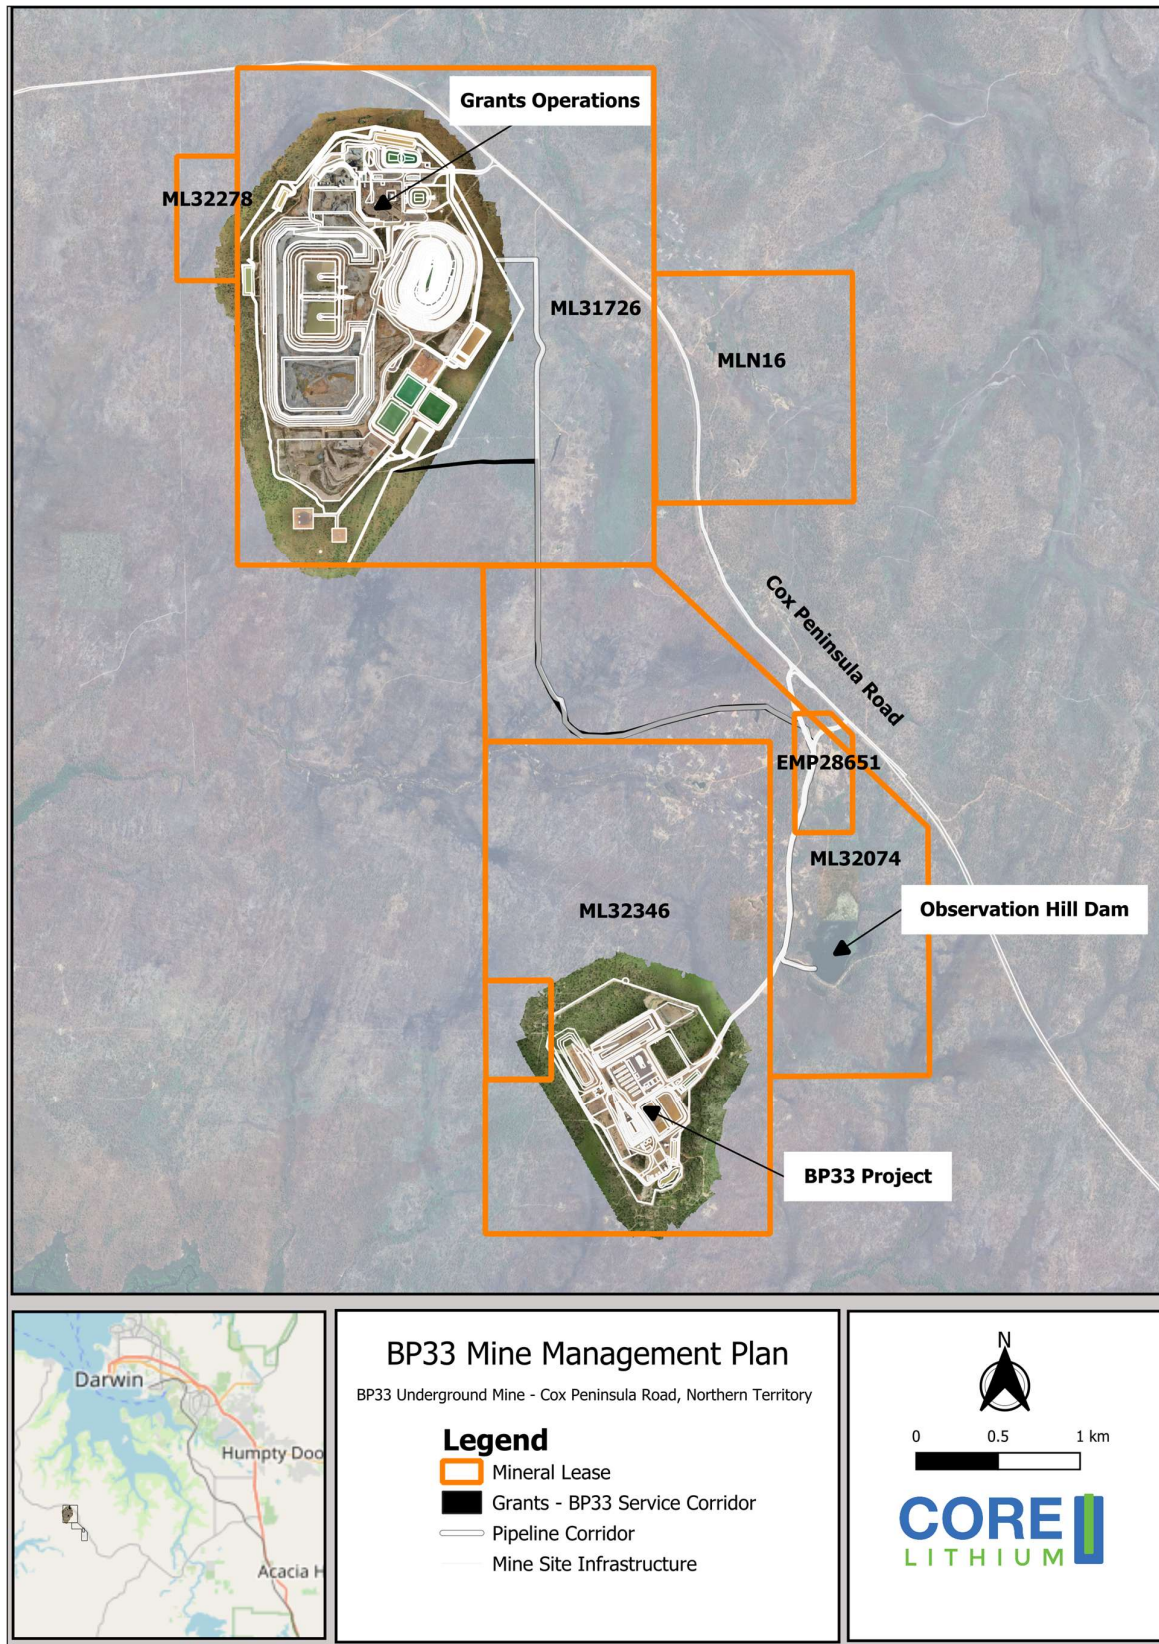 Grants Operations
ML32278
ML31726
MLN16
Cox Peninsula Road
EMP28651
ML32074
ML32346
Observation Hill Dam
BP33 Project
Darwin
Humpty Doo
Acacia H
BP33 Mine Management Plan
BP33 Underground Mine - Cox Peninsula Road, Northern Territory
Legend
Mineral Lease
Grants - BP33 Service Corridor
Pipeline Corridor
Mine Site Infrastructure
N
0 0.5 1 km
CORE
LITHIUM